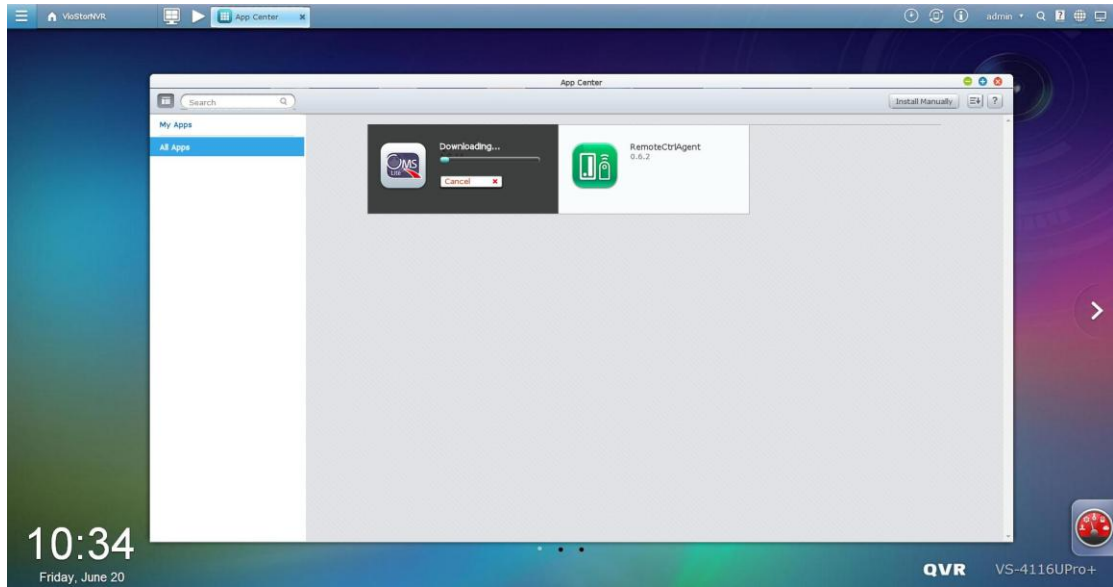 VioStorNVR
App Center
admin
App Center
Search
Install Manually
My Apps
All Apps
Downloading...
Cancel
RemoteCtrlAgent
0.6.2
10:34
Friday, June 20
QVR VS-4116UPro+